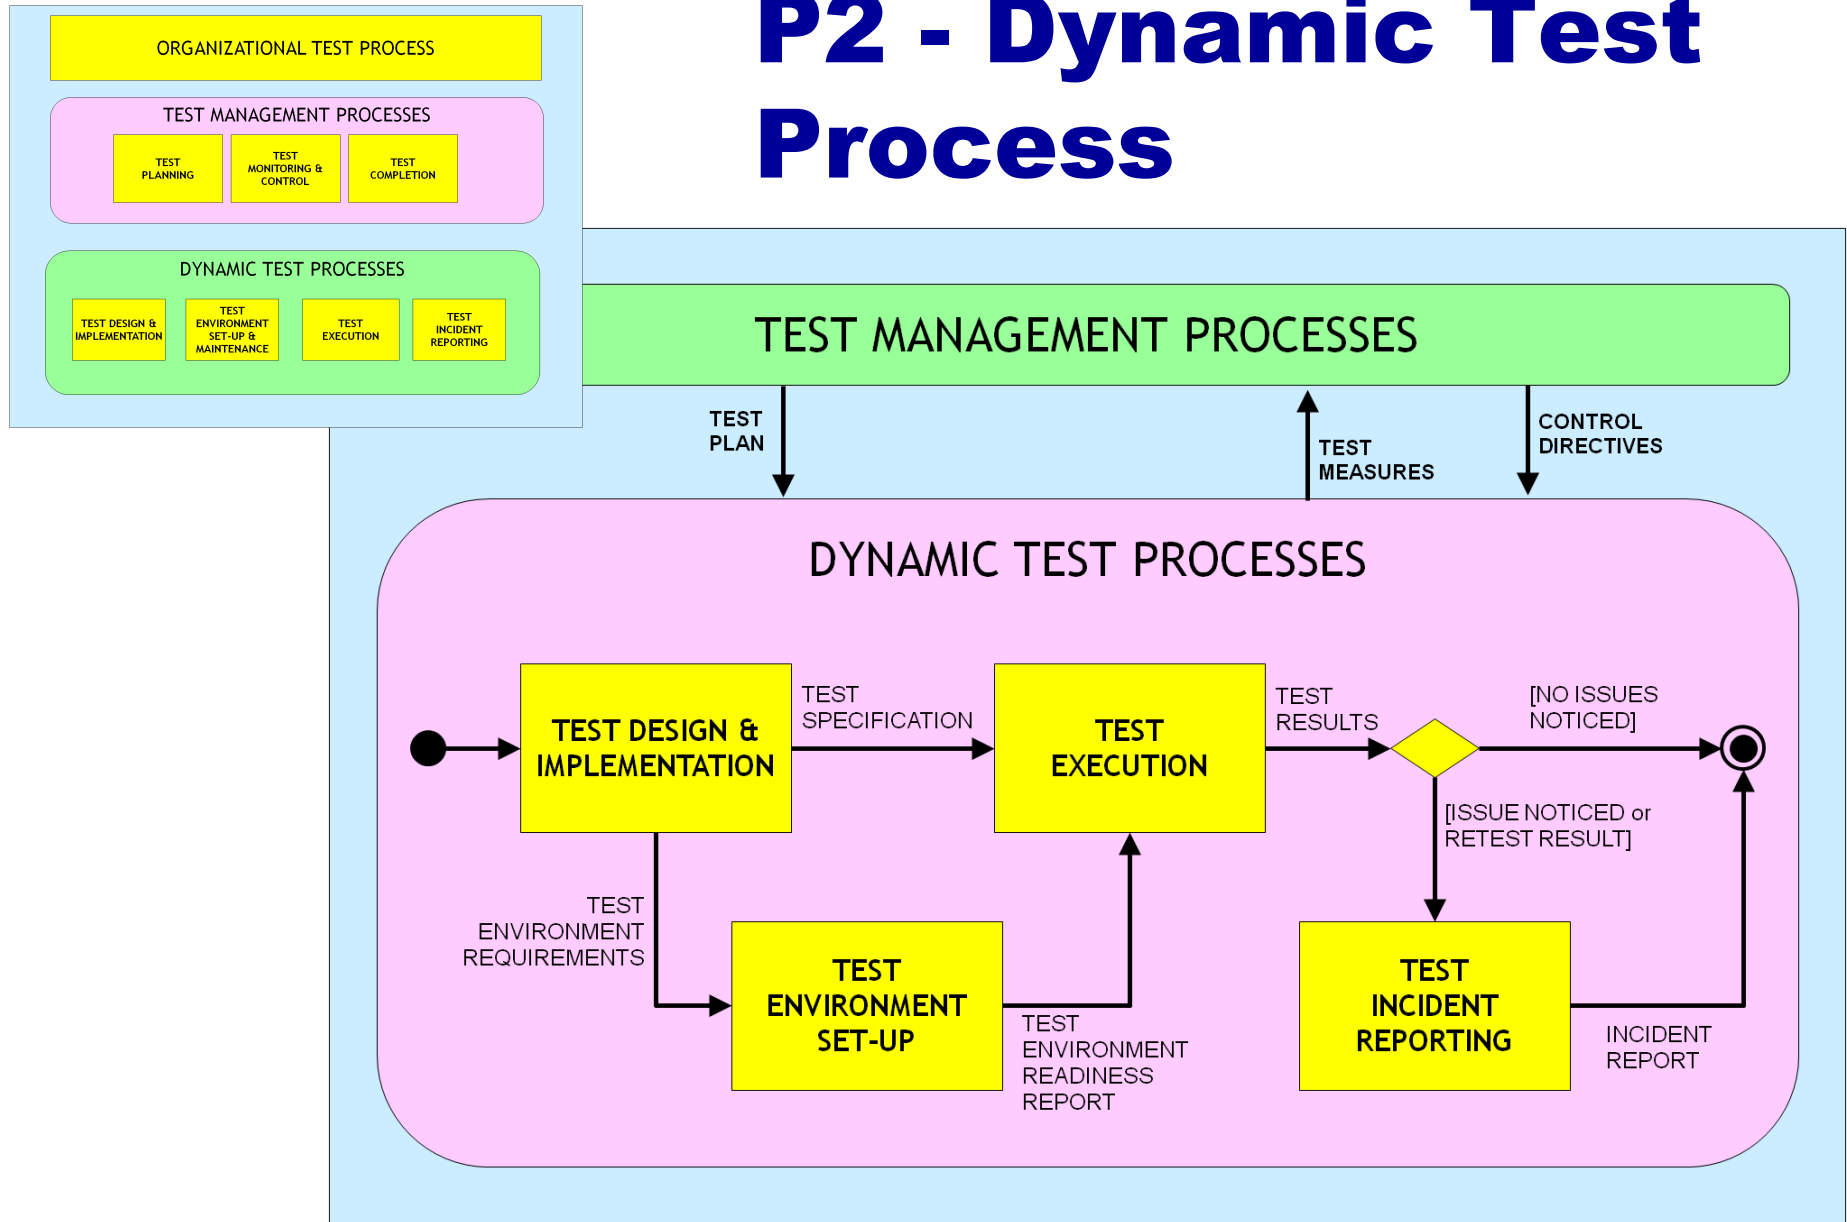 P2 - Dynamic Test
Process
ORGANIZATIONAL TEST PROCESS
TEST MANAGEMENT PROCESSES
TEST
PLANNING
TEST
MONITORING &
CONTROL
TEST
COMPLETION
DYNAMIC TEST PROCESSES
TEST DESIGN &
IMPLEMENTATION
TEST
ENVIRONMENT
SET-UP &
MAINTENANCE
TEST
EXECUTION
TEST
INCIDENT
REPORTING
TEST MANAGEMENT PROCESSES
TEST
PLAN
TEST
MEASURES
CONTROL
DIRECTIVES
DYNAMIC TEST PROCESSES
TEST DESIGN &
IMPLEMENTATION
TEST
SPECIFICATION
TEST
EXECUTION
TEST
RESULTS
[NO ISSUES
NOTICED]
[ISSUE NOTICED or
RETEST RESULT]
TEST
ENVIRONMENT
REQUIREMENTS
TEST
ENVIRONMENT
SET-UP
TEST
ENVIRONMENT
READINESS
REPORT
TEST
INCIDENT
REPORTING
INCIDENT
REPORT